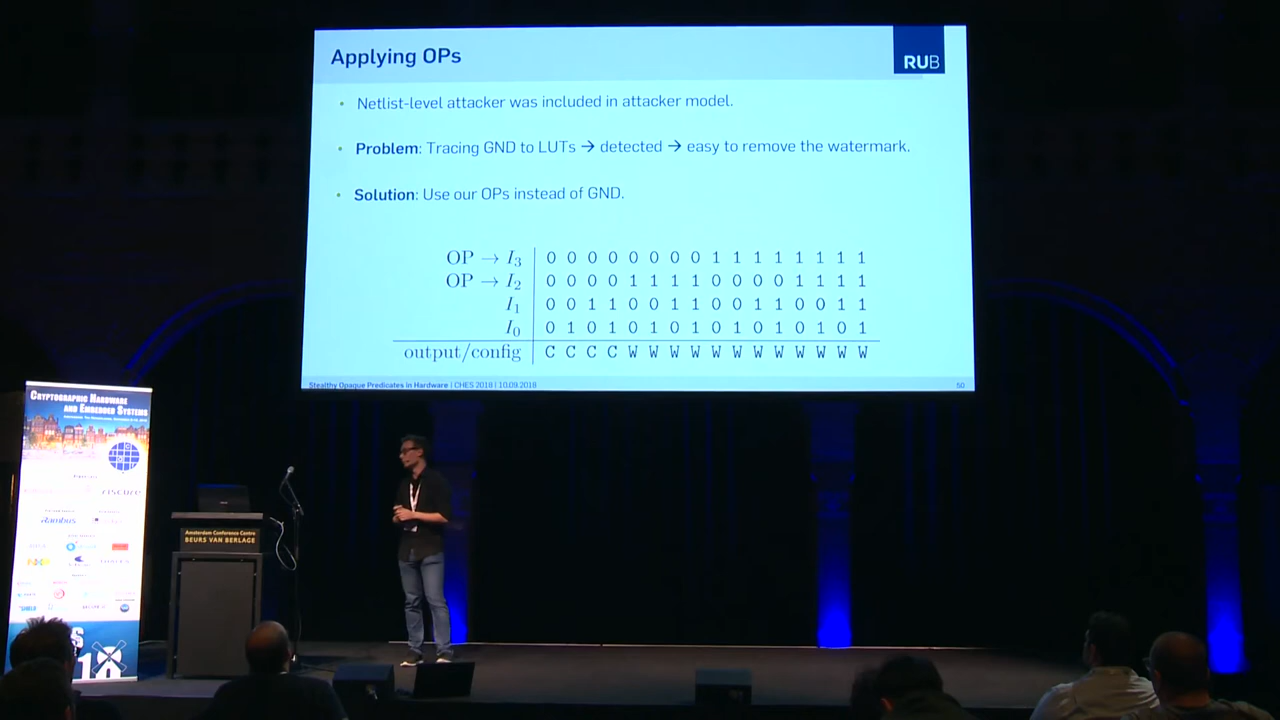 Applying OPs
RUB
• Netlist-level attacker was included in attacker model.
• Problem: Tracing GND to LUTs → detected → easy to remove the watermark.
• Solution: Use our OPs instead of GND.
OP → I3 0 0 0 0 0 0 0 0 1 1 1 1 1 1 1 1
OP → I2 0 0 0 0 1 1 1 1 0 0 0 0 1 1 1 1
I1 0 0 1 1 0 0 1 1 0 0 1 1 0 0 1 1
I0 0 1 0 1 0 1 0 1 0 1 0 1 0 1 0 1
output/config C C C C W W W W W W W W W W W W
Stealthy Opaque Predicates in Hardware | CHES 2018 | 10.09.2018
50
Cryptographic Hardware
and Embedded Systems
riscure
Rambus
Amsterdam Conference Centre
BEURS VAN BERLAGE